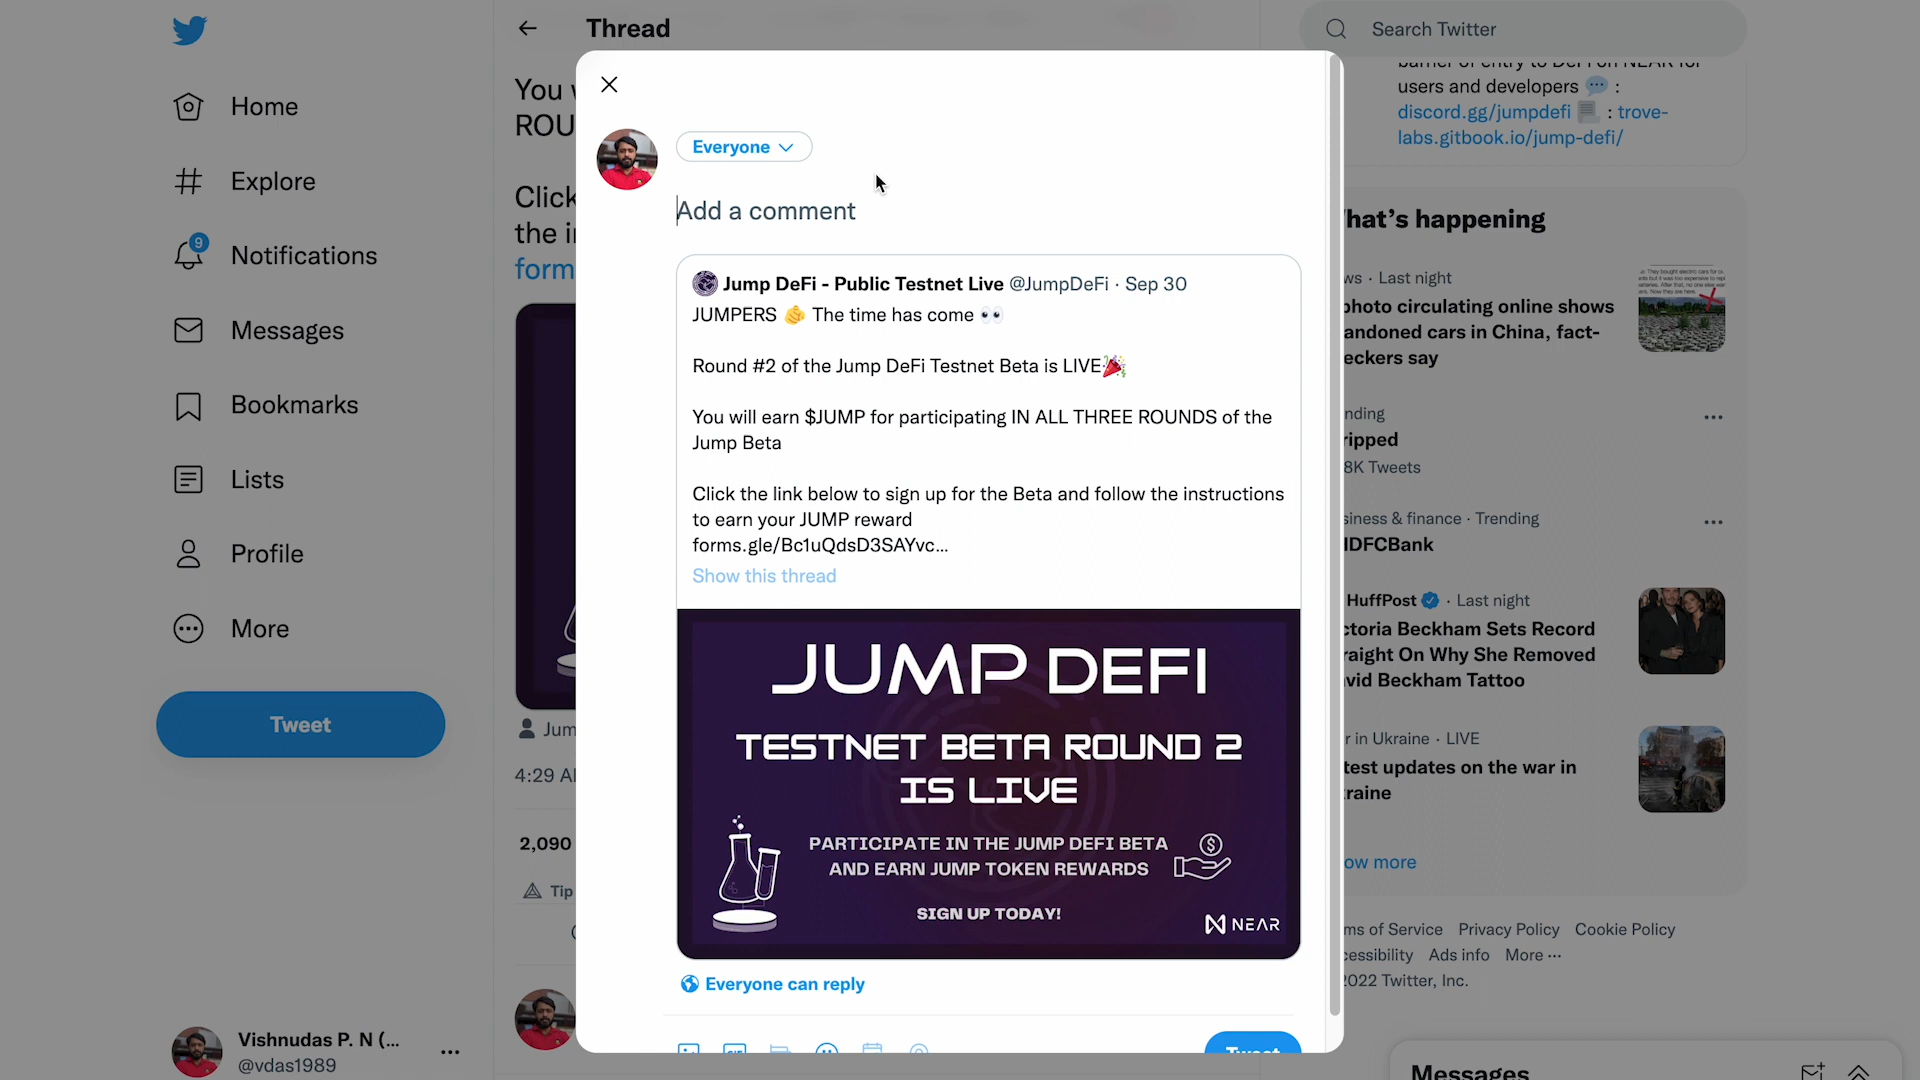 Home
Explore
9
Notifications
Messages
Bookmarks
Lists
Profile
More
Tweet
Vishnudas P. N (...
@vdas1989
Thread
You
ROU
Click
the
form
Jum
4:29
2,090
Tip
Everyone
Add a comment
Jump DeFi - Public Testnet Live @JumpDeFi · Sep 30
JUMPERS 🫵 The time has come 👀
Round #2 of the Jump DeFi Testnet Beta is LIVE🎉
You will earn $JUMP for participating IN ALL THREE ROUNDS of the
Jump Beta
Click the link below to sign up for the Beta and follow the instructions
to earn your JUMP reward
forms.gle/Bc1uQdsD3SAYvc...
Show this thread
JUMP DEFI
TESTNET BETA ROUND 2
IS LIVE
PARTICIPATE IN THE JUMP DEFI BETA
AND EARN JUMP TOKEN REWARDS
SIGN UP TODAY!
NEAR
Everyone can reply
Tweet
Search Twitter
barrier of entry to DeFi on NEAR for
users and developers 💬 :
discord.gg/jumpdefi 📃 : trove-
labs.gitbook.io/jump-defi/
hat's happening
ws · Last night
photo circulating online shows
andoned cars in China, fact-
eckers say
nding
ripped
8K Tweets
siness & finance · Trending
IDFCBank
HuffPost · Last night
ctoria Beckham Sets Record
raight On Why She Removed
vid Beckham Tattoo
r in Ukraine · LIVE
test updates on the war in
raine
ow more
ms of Service Privacy Policy Cookie Policy
cessibility Ads info More ···
2022 Twitter, Inc.
Messages